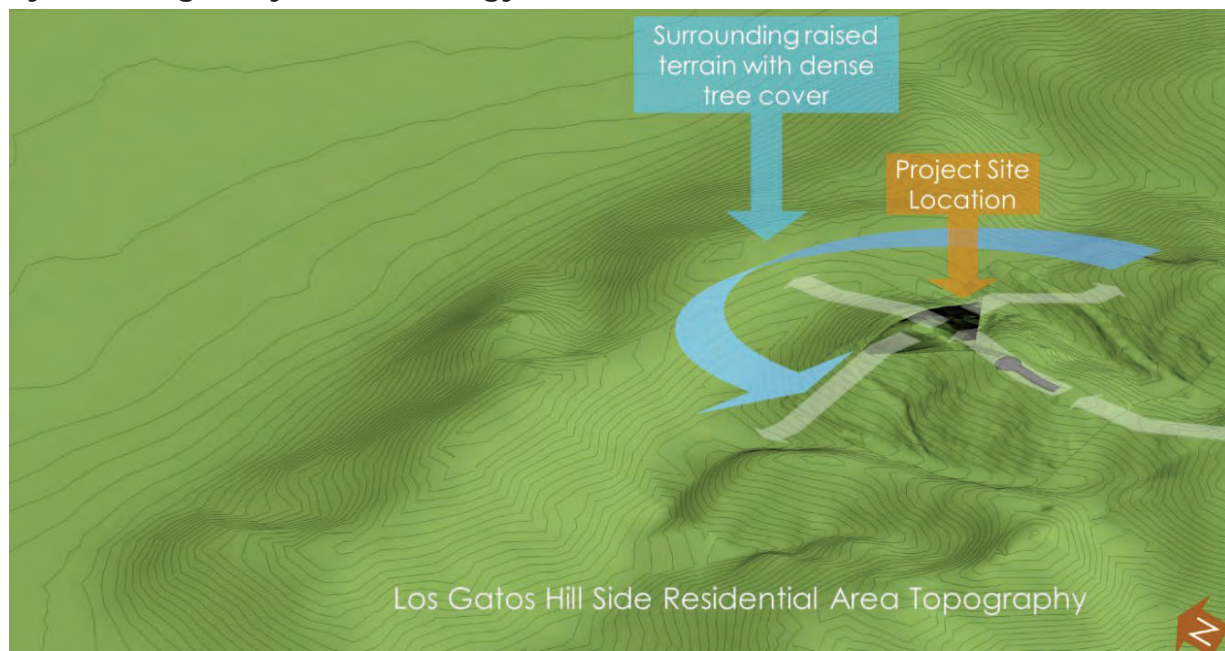 Surrounding raised
terrain with dense
tree cover
Project Site
Location
Los Gatos Hill Side Residential Area Topography
N